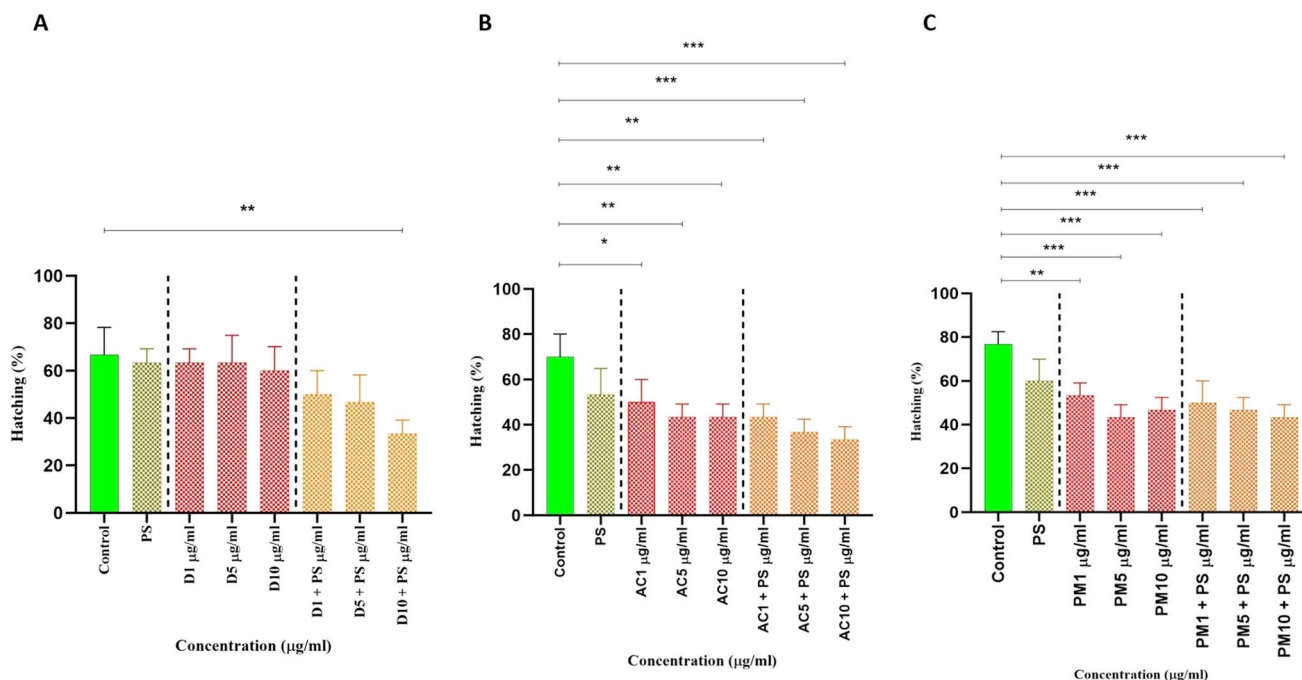 A
**
Hatching (%)
100
80
60
40
20
0
Control
PS
D1 μg/ml
D5 μg/ml
D10 μg/ml
D1 + PS μg/ml
D5 + PS μg/ml
D10 + PS μg/ml
Concentration (μg/ml)
B
***
***
**
**
**
*
Hatching (%)
100
80
60
40
20
0
Control
PS
AC1 μg/ml
AC5 μg/ml
AC10 μg/ml
AC1 + PS μg/ml
AC5 + PS μg/ml
AC10 + PS μg/ml
Concentration (μg/ml)
C
***
***
***
***
***
**
Hatching (%)
100
80
60
40
20
0
Control
PS
PM1 μg/ml
PM5 μg/ml
PM10 μg/ml
PM1 + PS μg/ml
PM5 + PS μg/ml
PM10 + PS μg/ml
Concentration (μg/ml)